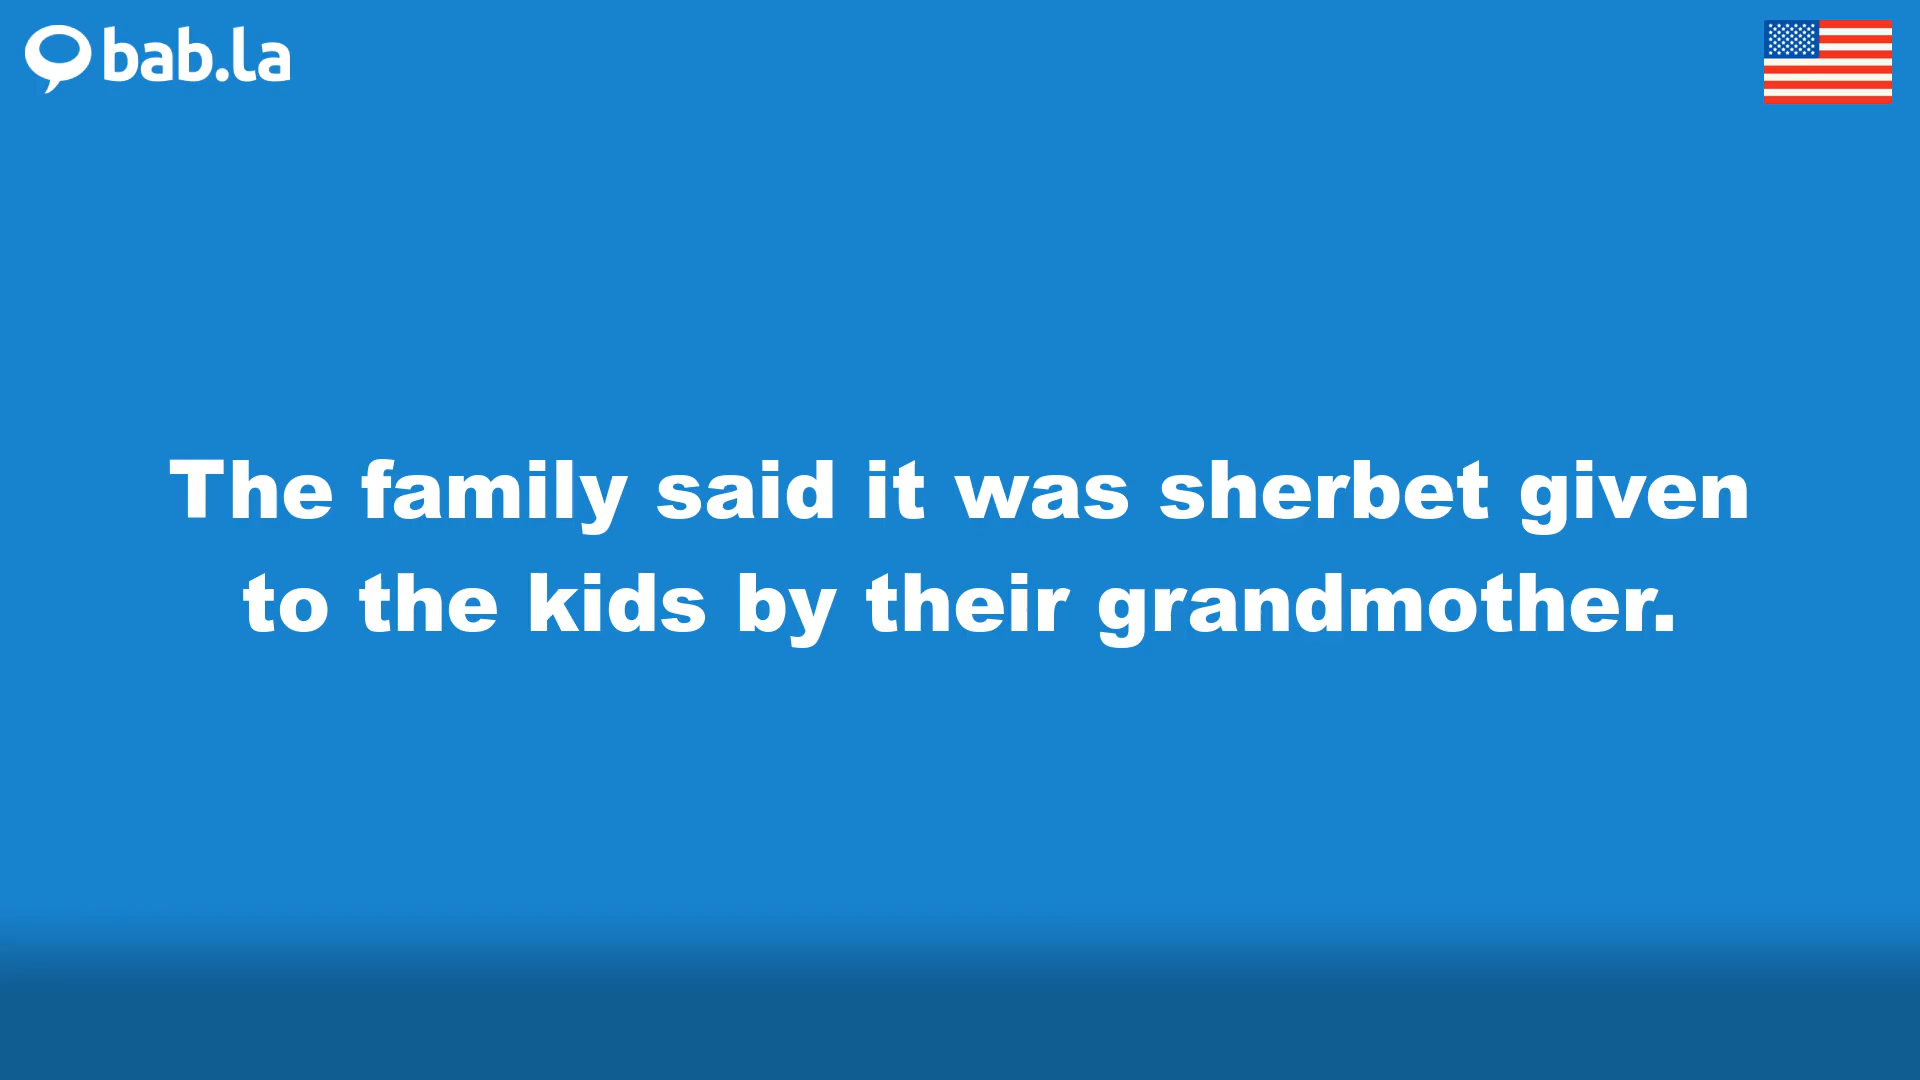 bab.la
The family said it was sherbet given
to the kids by their grandmother.